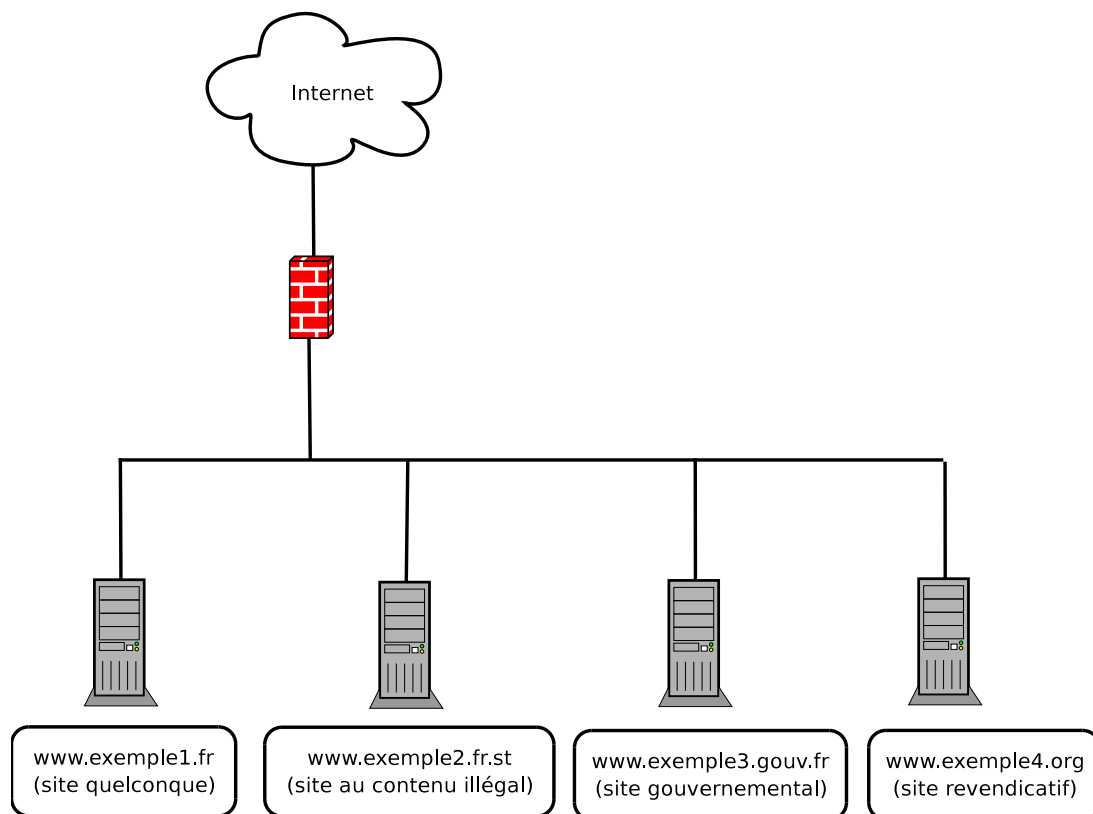 Internet
www.exemple1.fr
(site quelconque)
www.exemple2.fr.st
(site au contenu illégal)
www.exemple3.gouv.fr
(site gouvernemental)
www.exemple4.org
(site revendicatif)